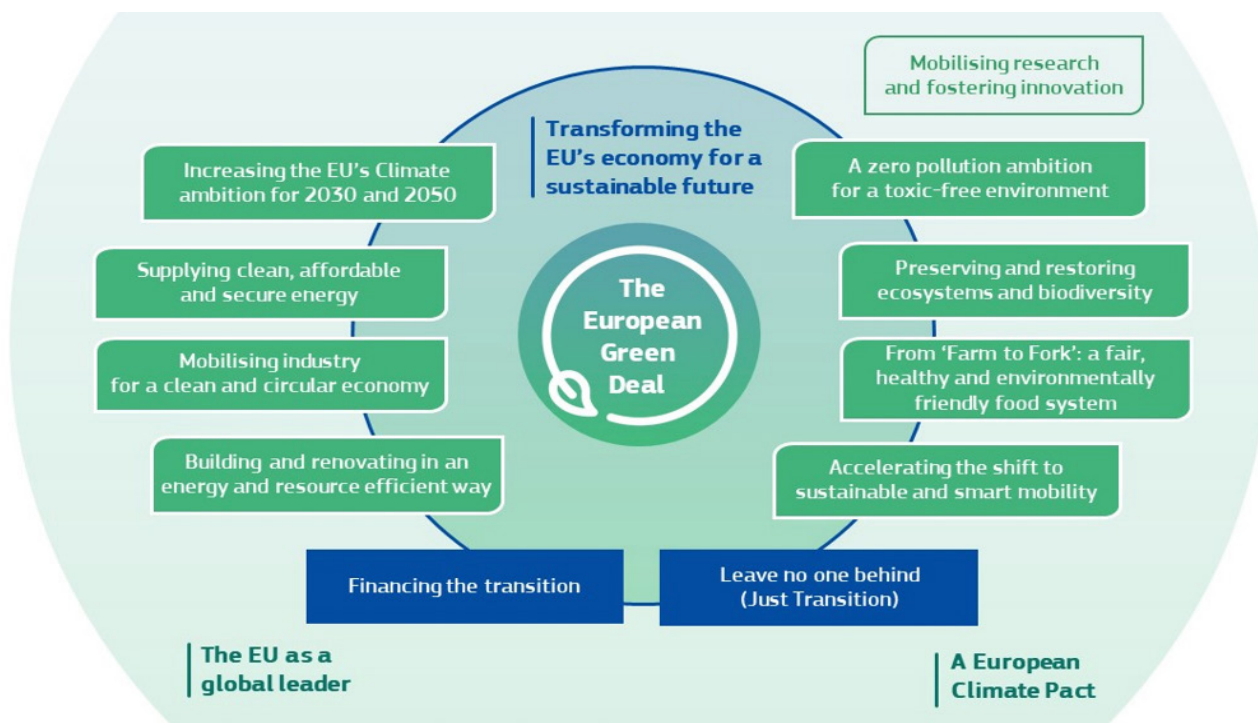 Mobilising research
and fostering innovation
Transforming the
EU's economy for a
sustainable future
Increasing the EU's Climate
ambition for 2030 and 2050
Supplying clean, affordable
and secure energy
Mobilising industry
for a clean and circular economy
Building and renovating in an
energy and resource efficient way
The
European
Green
Deal
A zero pollution ambition
for a toxic-free environment
Preserving and restoring
ecosystems and biodiversity
From ‘Farm to Fork’: a fair,
healthy and environmentally
friendly food system
Accelerating the shift to
sustainable and smart mobility
Financing the transition
Leave no one behind
(Just Transition)
The EU as a
global leader
A European
Climate Pact